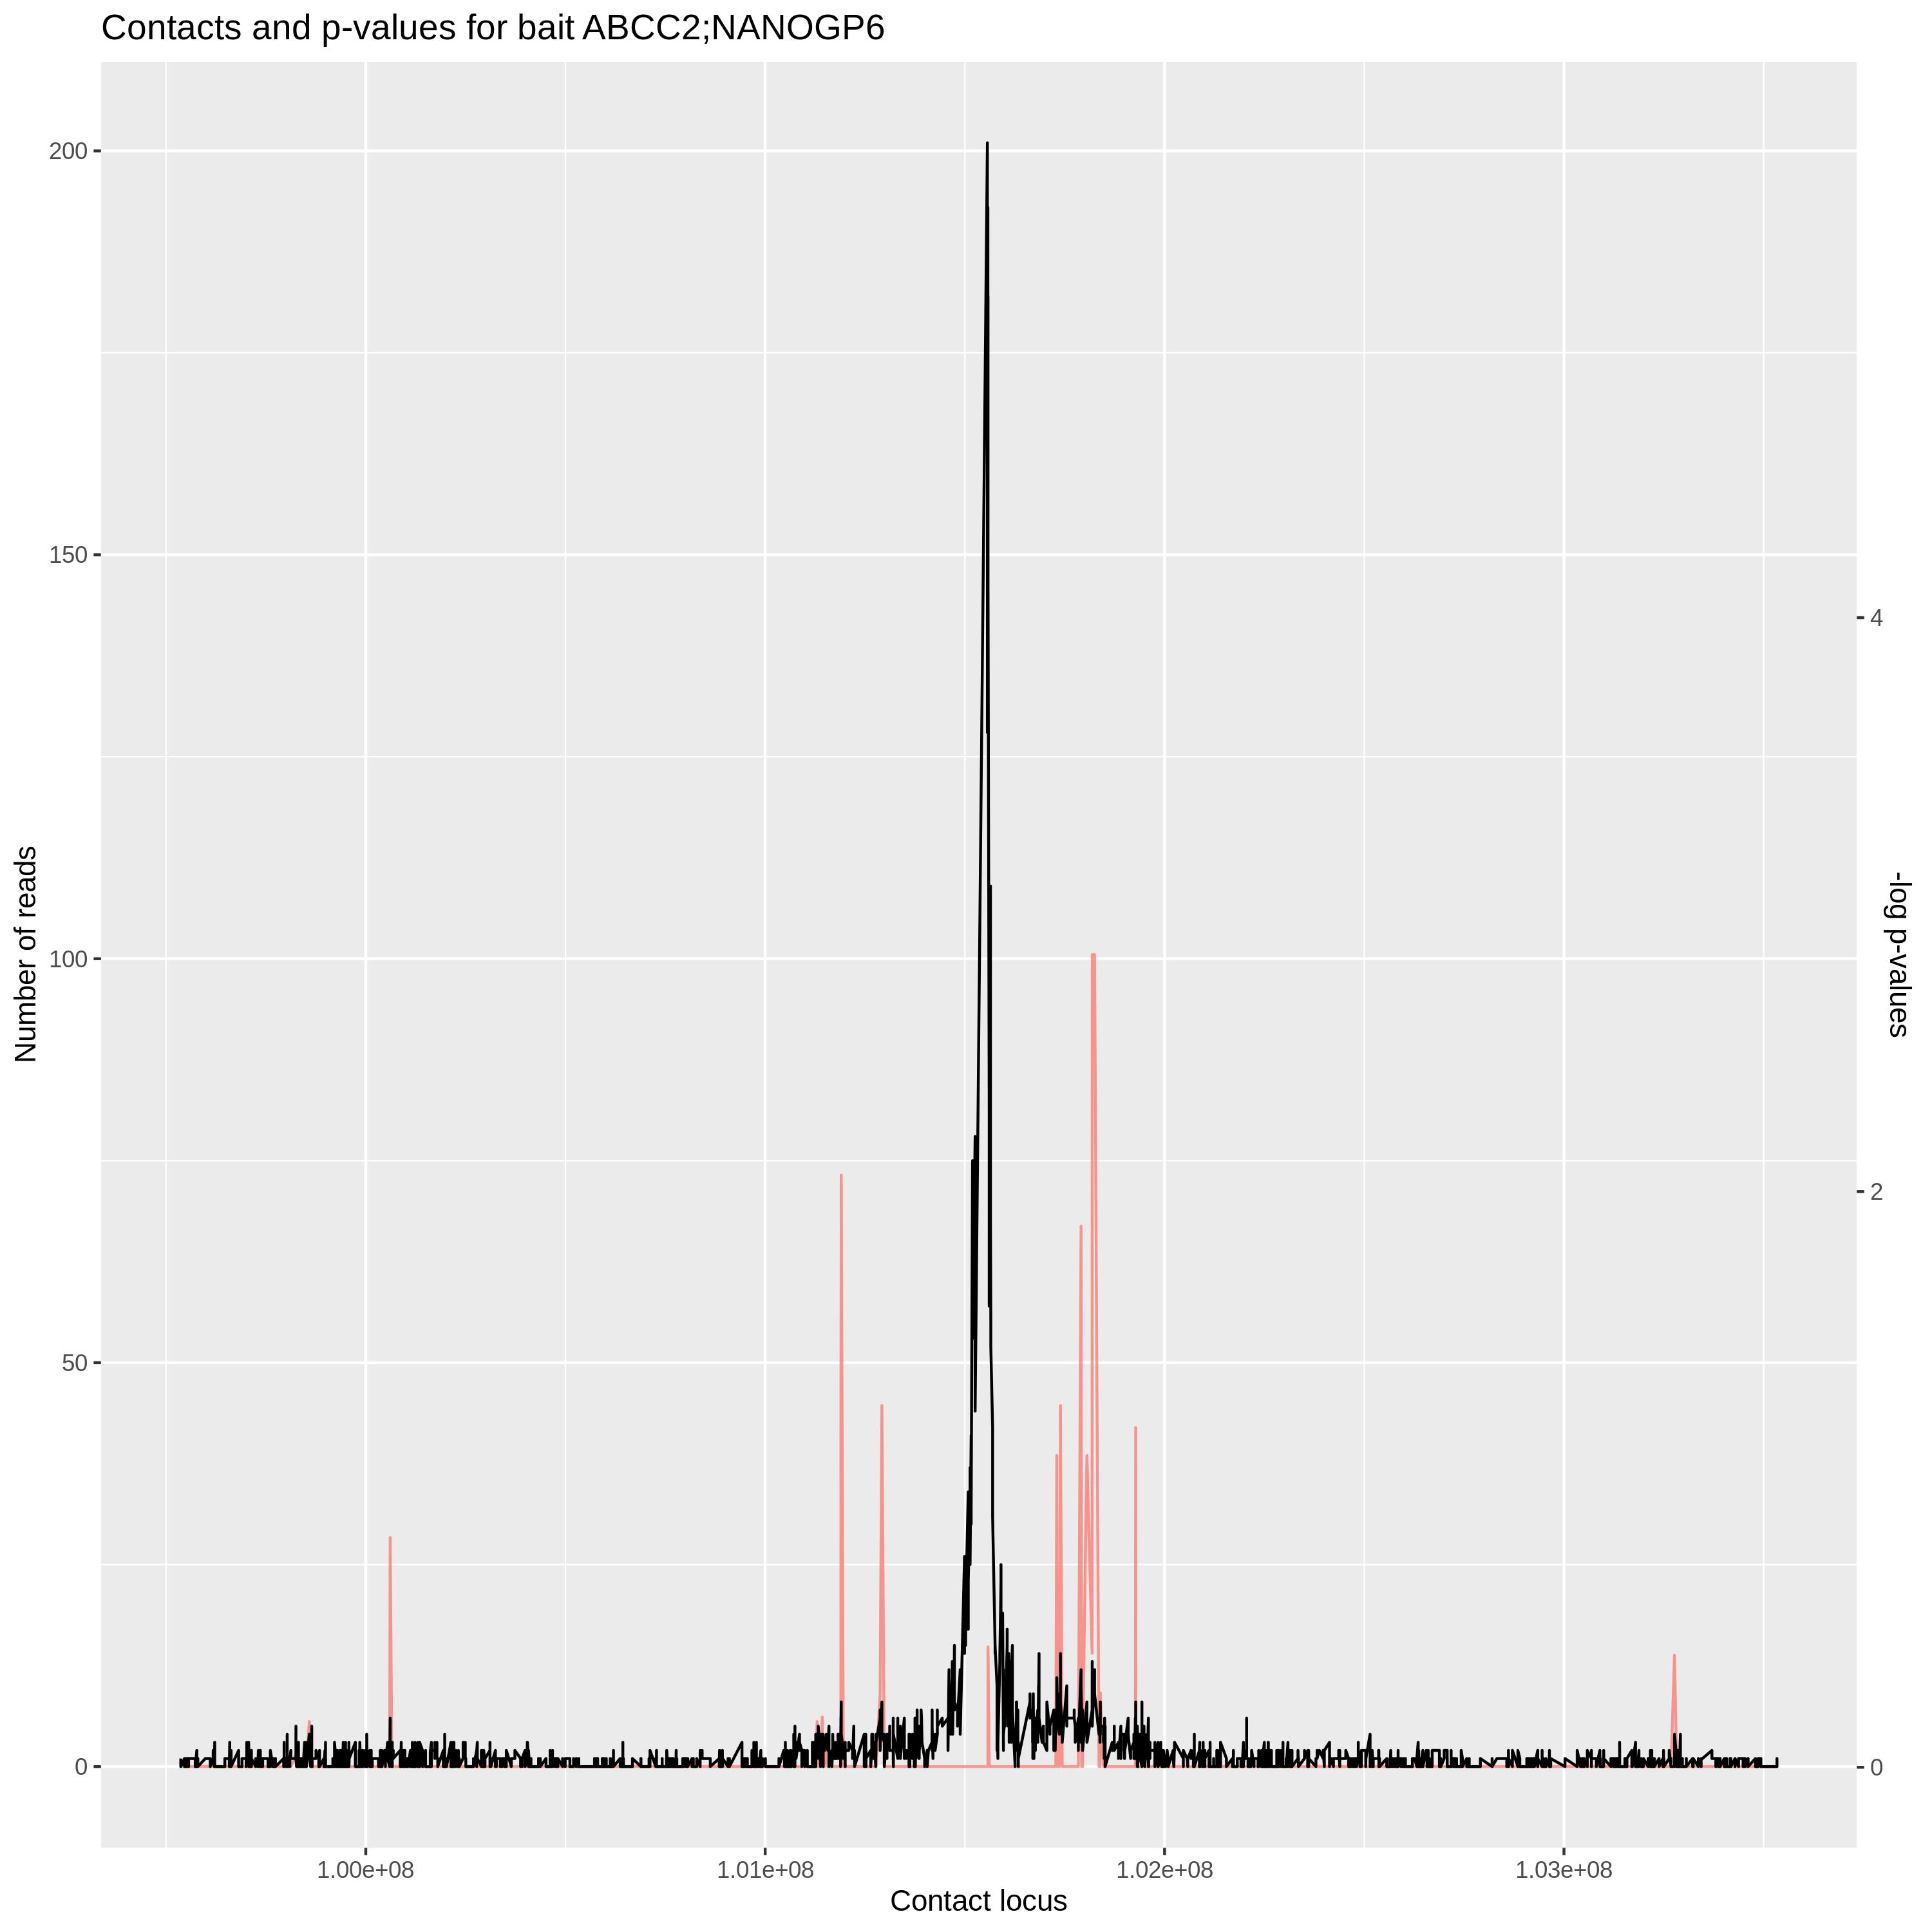 Contacts and p-values for bait ABCC2;NANOGP6
200
150
100
50
0
Number of reads
4
2
0
-log p-values
1.00e+08
1.01e+08
1.02e+08
1.03e+08
Contact locus